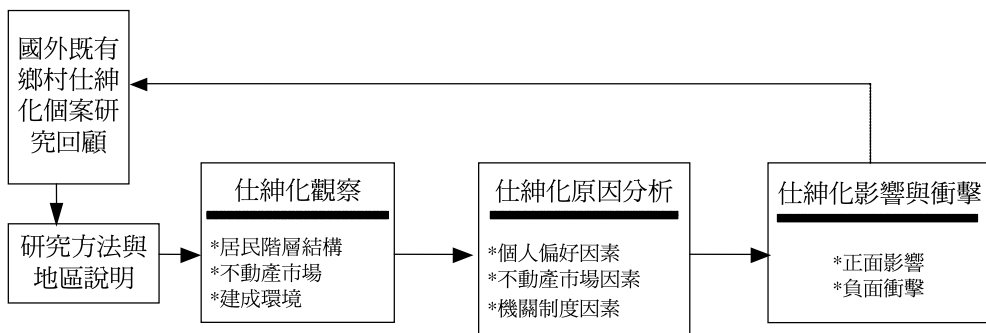 國外既有
鄉村仕紳
化個案研
究回顧
研究方法與
地區說明
仕紳化觀察
*居民階層結構
*不動產市場
*建成環境
仕紳化原因分析
*個人偏好因素
*不動產市場因素
*機關制度因素
仕紳化影響與衝擊
*正面影響
*負面衝擊